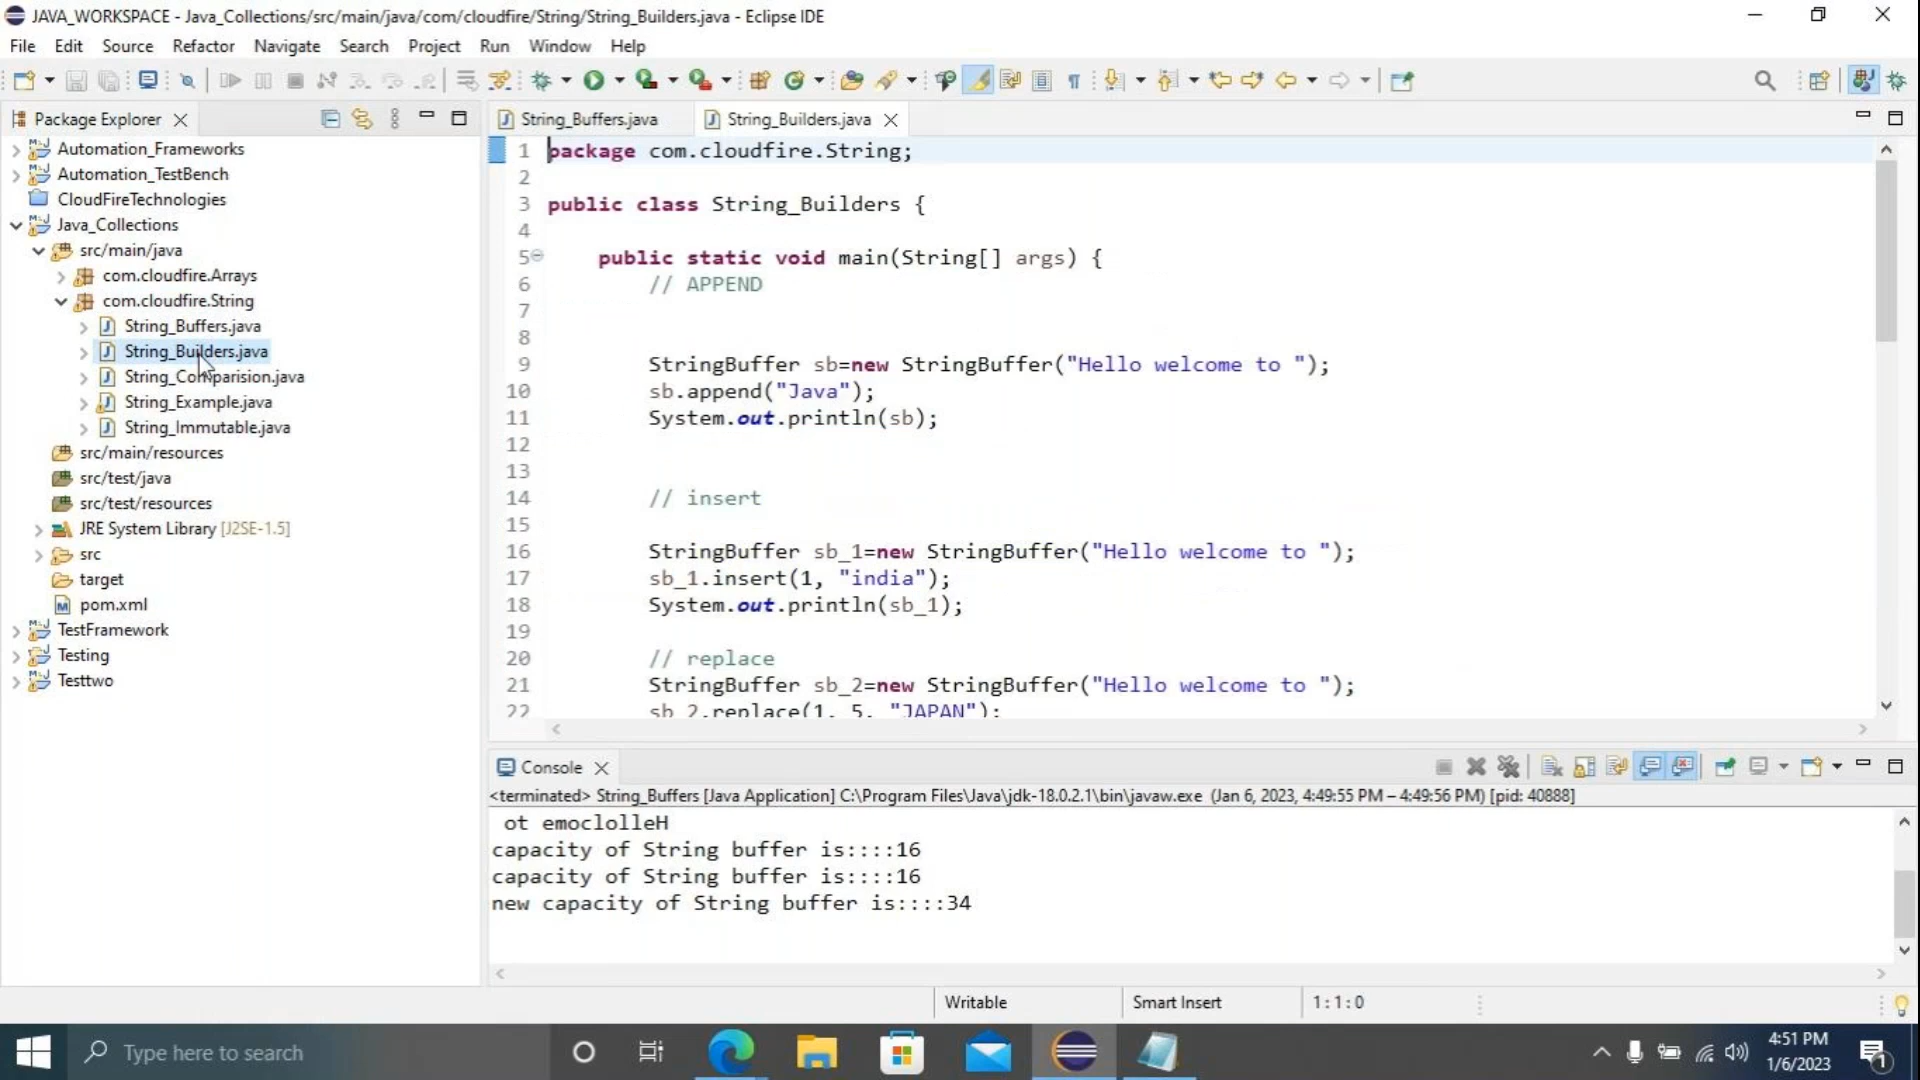 JAVA_WORKSPACE - Java_Collections/src/main/java/com/cloudfire/String/String_Builders.java - Eclipse IDE
File Edit Source Refactor Navigate Search Project Run Window Help
Package Explorer
String_Buffers.java
String_Builders.java
Automation_Frameworks
Automation_TestBench
CloudFireTechnologies
Java_Collections
src/main/java
com.cloudfire.Arrays
com.cloudfire.String
String_Buffers.java
String_Builders.java
String_Comparision.java
String_Example.java
String_Immutable.java
src/main/resources
src/test/java
src/test/resources
JRE System Library [J2SE-1.5]
src
target
pom.xml
TestFramework
Testing
Testtwo
1 package com.cloudfire.String;
2
3 public class String_Builders {
4
5 public static void main(String[] args) {
6 // APPEND
7
8
9 StringBuffer sb=new StringBuffer("Hello welcome to ");
10 sb.append("Java");
11 System.out.println(sb);
12
13
14 // insert
15
16 StringBuffer sb_1=new StringBuffer("Hello welcome to ");
17 sb_1.insert(1, "india");
18 System.out.println(sb_1);
19
20 // replace
21 StringBuffer sb_2=new StringBuffer("Hello welcome to ");
22 sb_2.replace(1, 5, "JAPAN");
Console
<terminated> String_Buffers [Java Application] C:\Program Files\Java\jdk-18.0.2.1\bin\javaw.exe (Jan 6, 2023, 4:49:55 PM – 4:49:56 PM) [pid: 40888]
ot emoclolleH
capacity of String buffer is::::16
capacity of String buffer is::::16
new capacity of String buffer is::::34
Writable Smart Insert 1 : 1 : 0
Type here to search
4:51 PM
1/6/2023
1